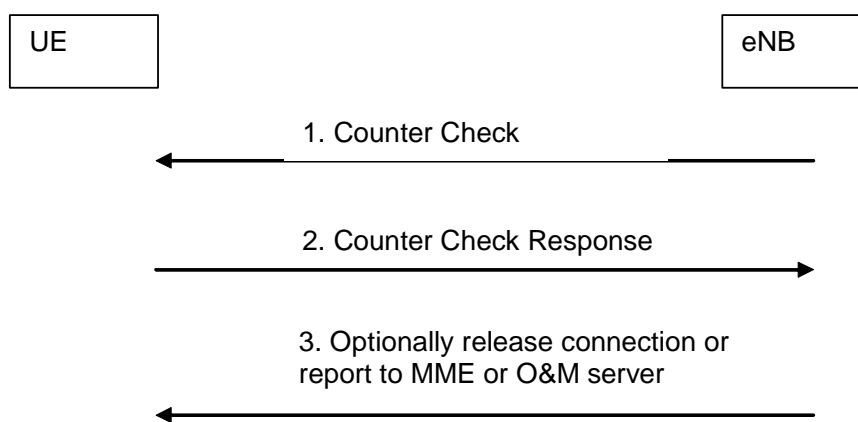 UE
eNB
1. Counter Check
2. Counter Check Response
3. Optionally release connection or
report to MME or O&M server